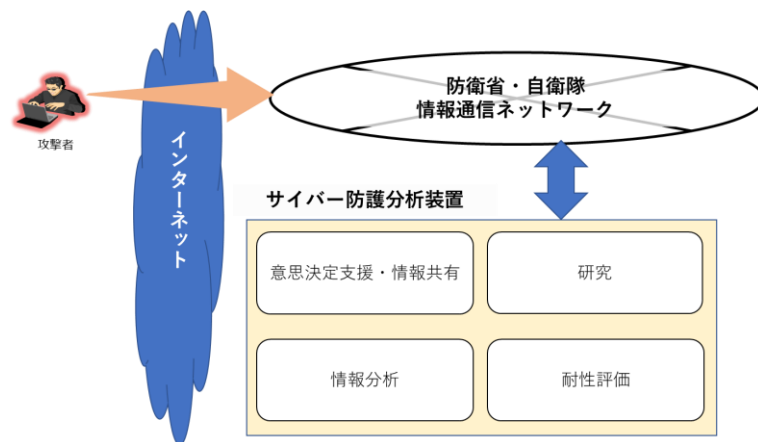 防衛省・自衛隊
情報通信ネットワーク
攻撃者
インターネット
サイバー防護分析装置
意思決定支援・情報共有
研究
情報分析
耐性評価